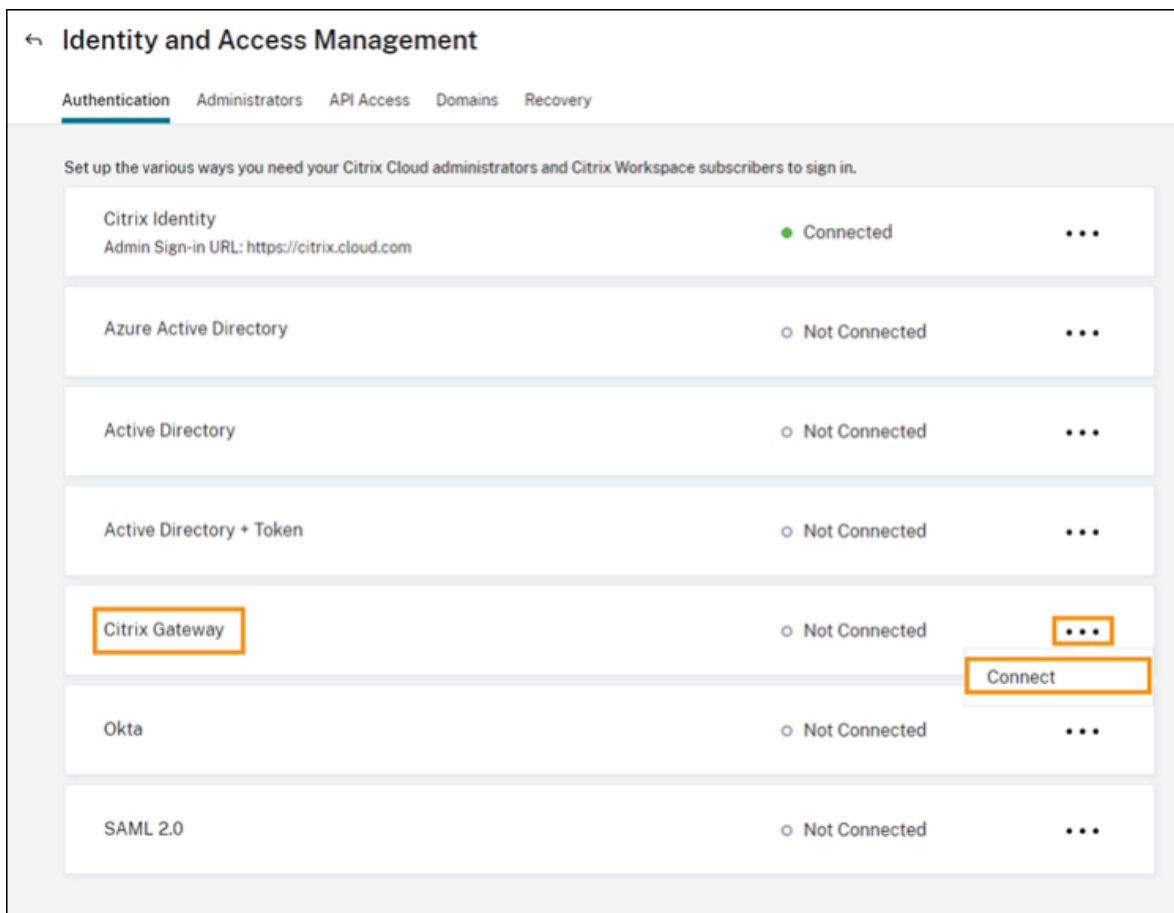 Identity and Access Management
Authentication Administrators API Access Domains Recovery
Set up the various ways you need your Citrix Cloud administrators and Citrix Workspace subscribers to sign in.
Citrix Identity
Admin Sign-in URL: https://citrix.cloud.com
Connected
Azure Active Directory
Not Connected
Active Directory
Not Connected
Active Directory + Token
Not Connected
Citrix Gateway
Not Connected
Connect
Okta
Not Connected
SAML 2.0
Not Connected